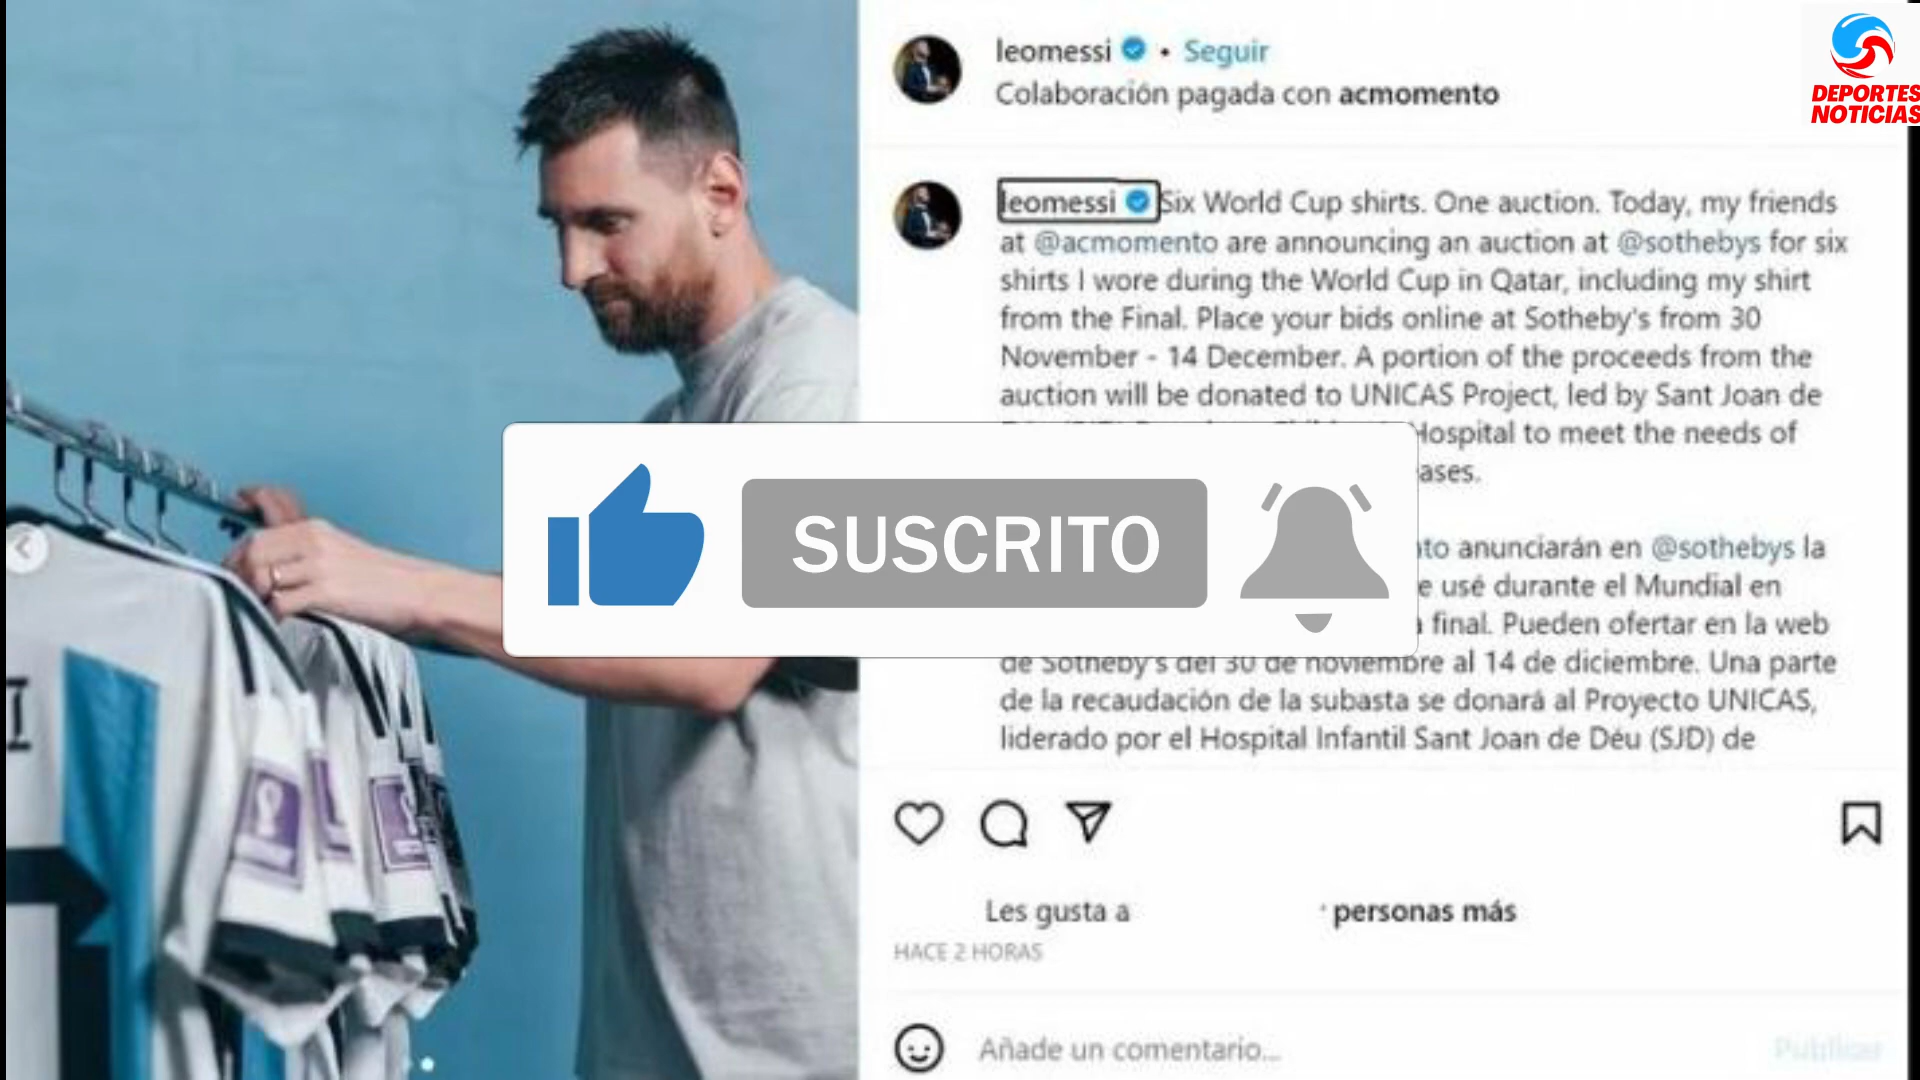 leomessi • Seguir
Colaboración pagada con acmomento
DEPORTES
NOTICIAS
leomessi Six World Cup shirts. One auction. Today, my friends
at @acmomento are announcing an auction at @sothebys for six
shirts I wore during the World Cup in Qatar, including my shirt
from the Final. Place your bids online at Sotheby's from 30
November - 14 December. A portion of the proceeds from the
auction will be donated to UNICAS Project, led by Sant Joan de
Hospital to meet the needs of
SUSCRITO
anunciarán en @sothebys la
usé durante el Mundial en
final. Pueden ofertar en la web
de Sotheby's del 30 de noviembre al 14 de diciembre. Una parte
de la recaudación de la subasta se donará al Proyecto UNICAS,
liderado por el Hospital Infantil Sant Joan de Déu (SJD) de
Les gusta a personas más
HACE 2 HORAS
Añade un comentario...
Publicar